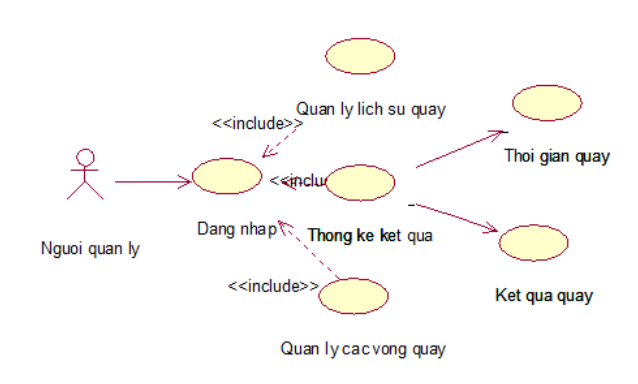 Quan ly lich su quay
<<include>>
Thoi gian quay
<<inclu
Dang nhap
Thong ke ket qua
Nguoi quan ly
<<include>>
Ket qua quay
Quan ly cac vong quay